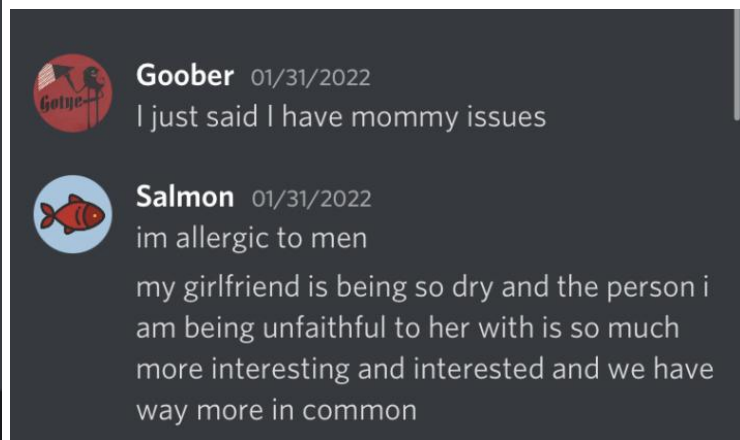 Gotye
Goober 01/31/2022
I just said I have mommy issues
Salmon 01/31/2022
im allergic to men
my girlfriend is being so dry and the person i
am being unfaithful to her with is so much
more interesting and interested and we have
way more in common